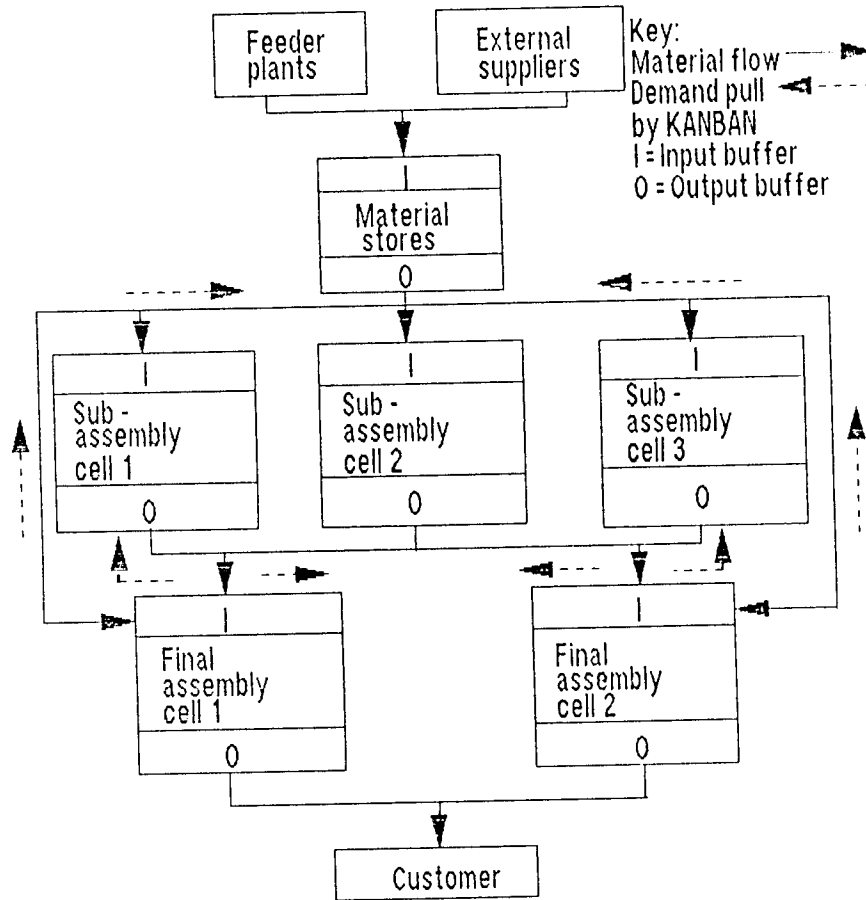 Feeder
plants
External
suppliers
Key:
Material flow
Demand pull
by KANBAN
I = Input buffer
O = Output buffer
I
Material
stores
O
I
Sub -
assembly
cell 1
O
I
Sub -
assembly
cell 2
O
I
Sub -
assembly
cell 3
O
I
Final
assembly
cell 1
O
I
Final
assembly
cell 2
O
Customer